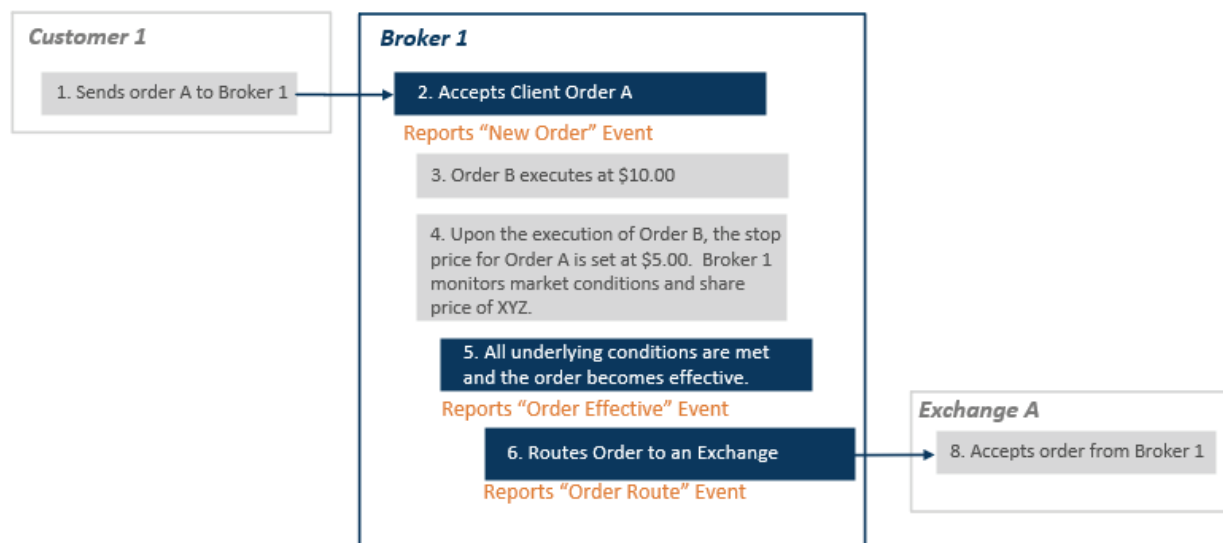 Customer 1
1. Sends order A to Broker 1
Broker 1
2. Accepts Client Order A
Reports “New Order” Event
3. Order B executes at $10.00
4. Upon the execution of Order B, the stop
price for Order A is set at $5.00.  Broker 1
monitors market conditions and share
price of XYZ.
5. All underlying conditions are met
and the order becomes effective.
Reports “Order Effective” Event
6. Routes Order to an Exchange
Reports “Order Route” Event
Exchange A
8. Accepts order from Broker 1